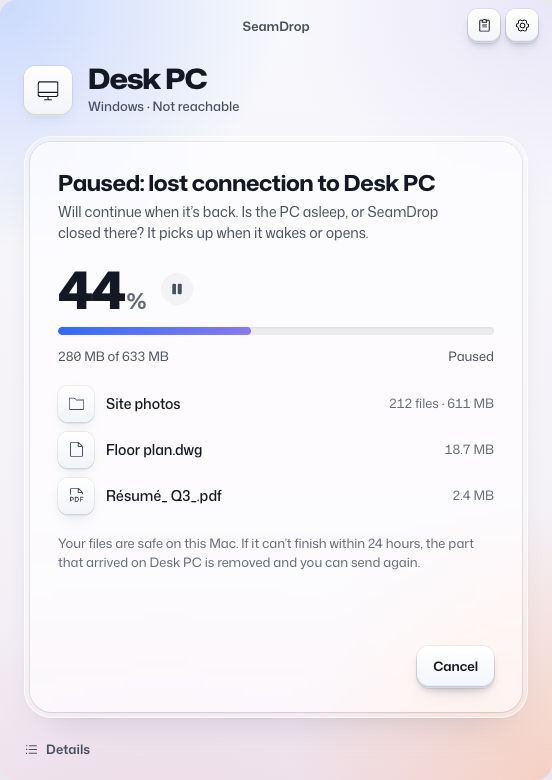 SeamDrop
Desk PC
Windows · Not reachable
Paused: lost connection to Desk PC
Will continue when it’s back. Is the PC asleep, or SeamDrop
closed there? It picks up when it wakes or opens.
44%
280 MB of 633 MB
Paused
Site photos
212 files · 611 MB
Floor plan.dwg
18.7 MB
PDF
Résumé_ Q3_.pdf
2.4 MB
Your files are safe on this Mac. If it can’t finish within 24 hours, the part
that arrived on Desk PC is removed and you can send again.
Cancel
Details